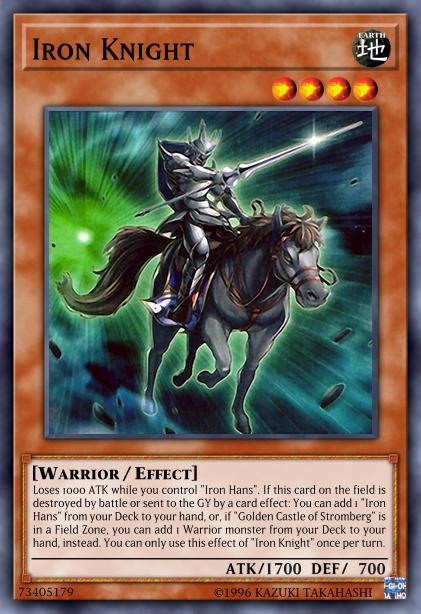 Iron Knight
EARTH
地
[Warrior / Effect]
Loses 1000 ATK while you control "Iron Hans". If this card on the field is
destroyed by battle or sent to the GY by a card effect: You can add 1 "Iron
Hans" from your Deck to your hand, or, if "Golden Castle of Stromberg" is
in a Field Zone, you can add 1 Warrior monster from your Deck to your
hand, instead. You can only use this effect of "Iron Knight" once per turn.
ATK/1700 DEF/ 700
73405179 ©1996 KAZUKI TAKAHASHI